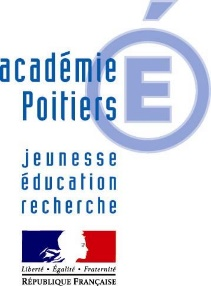 académie
Poitiers
É
jeunesse
éducation
recherche
Liberté • Égalité • Fraternité
RÉPUBLIQUE FRANÇAISE